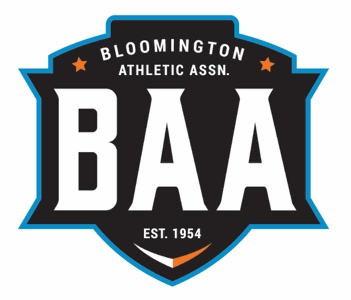 BLOOMINGTON
ATHLETIC ASSN.
BAA
EST. 1954